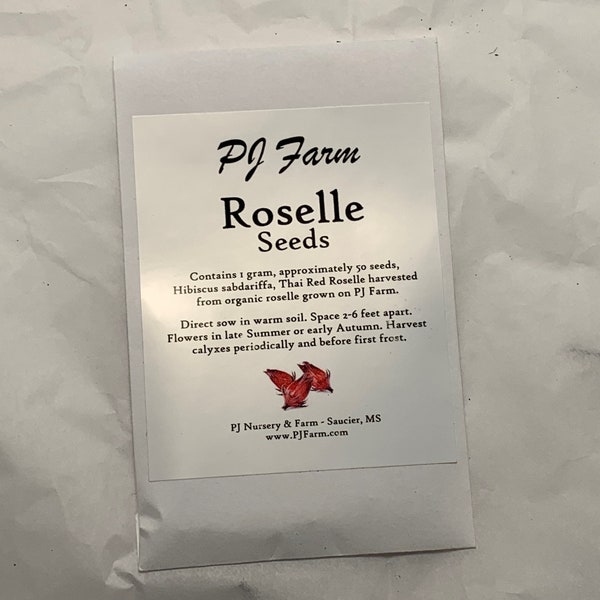 PJ Farm
Roselle
Seeds
Contains 1 gram, approximately 50 seeds,
Hibiscus sabdariffa, Thai Red Roselle harvested
from organic roselle grown on PJ Farm.
Direct sow in warm soil. Space 2-6 feet apart.
Flowers in late Summer or early Autumn. Harvest
calyxes periodically and before first frost.
PJ Nursery & Farm - Saucier, MS
www.PJFarm.com